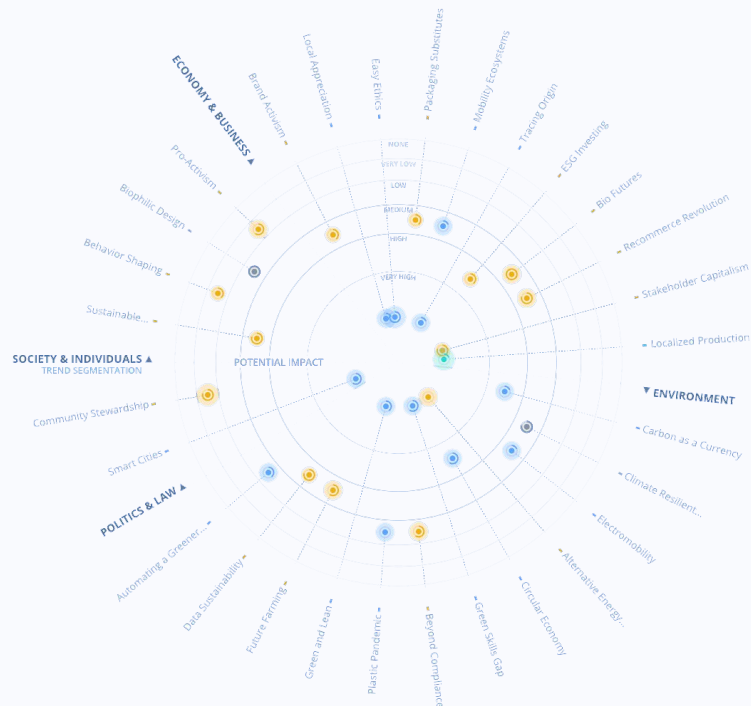 ECONOMY & BUSINESS ▲
Brand Activism
Local Appreciation
Easy Ethics
Packaging Substitutes
Mobility Ecosystems
Tracing Origin
ESG Investing
Bio Futures
Recommerce Revolution
Stakeholder Capitalism
Localized Production
▼ ENVIRONMENT
Carbon as a Currency
Climate Resilient...
Electromobility
Alternative Energy...
Circular Economy
Green Skills Gap
Beyond Compliance
Plastic Pandemic
Green and Lean
Future Farming
Data Sustainability
Automating a Greener...
POLITICS & LAW ▲
Smart Cities
Community Stewardship
SOCIETY & INDIVIDUALS ▲
TREND SEGMENTATION
Sustainable...
Behavior Shaping
Biophilic Design
Pro-Activism
NONE
VERY LOW
LOW
MEDIUM
HIGH
VERY HIGH
POTENTIAL IMPACT